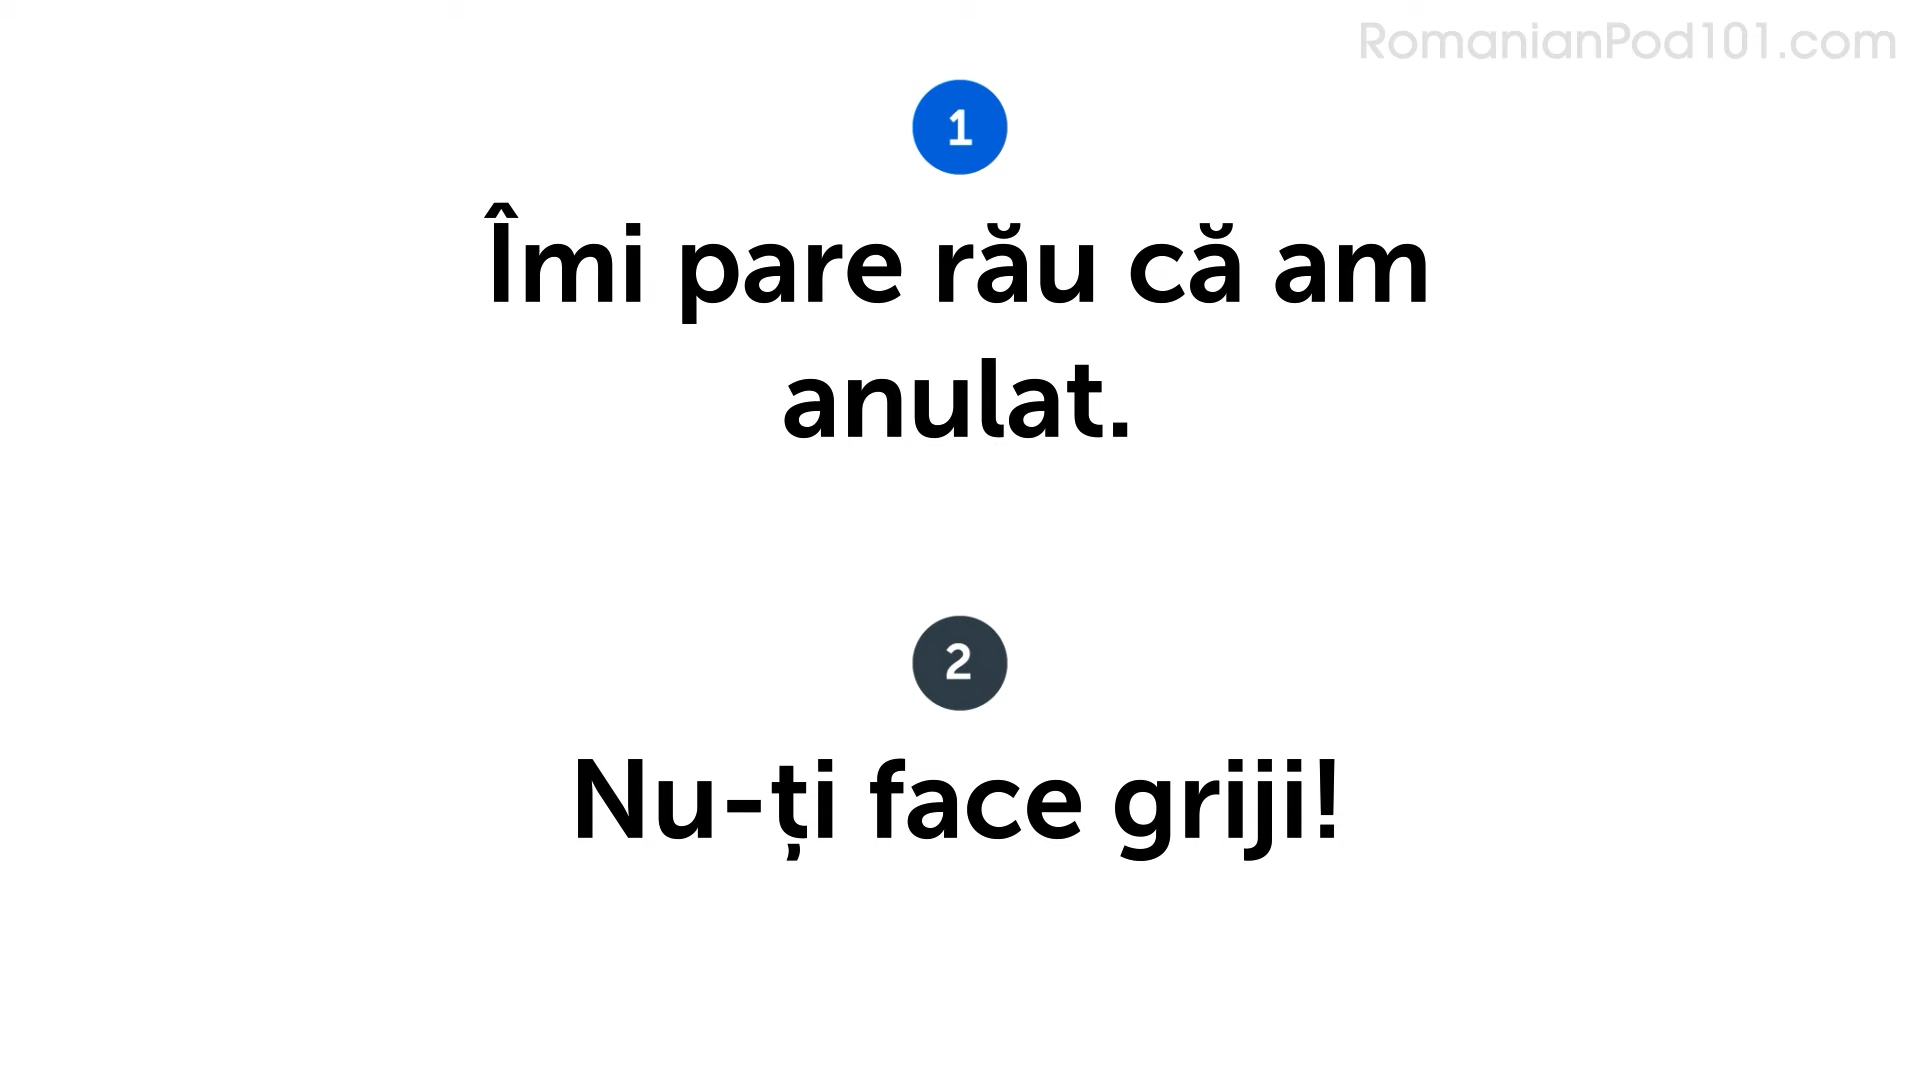 RomanianPod101.com
1
Îmi pare rău că am
anulat.
2
Nu-ți face griji!